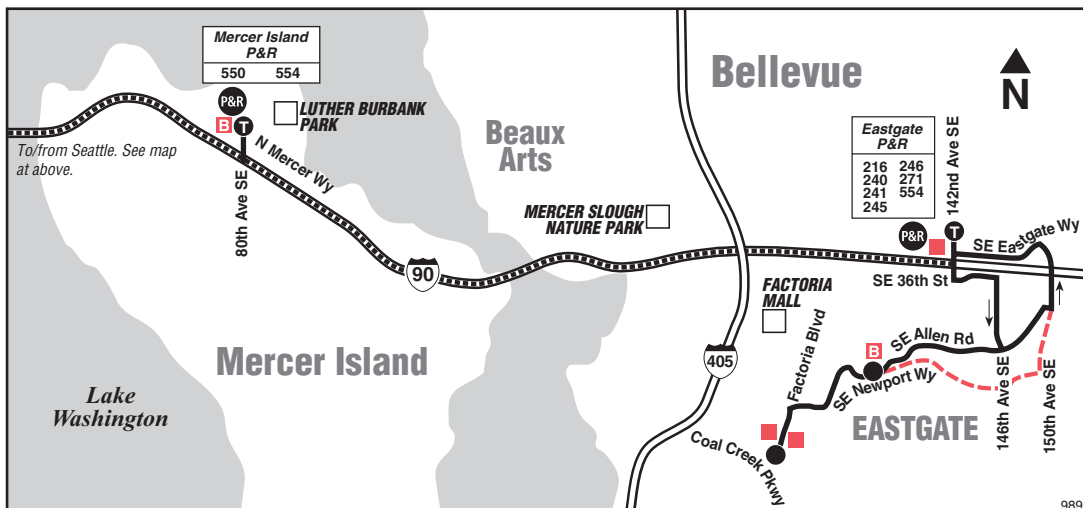 Mercer Island
P&R
550 554
P&R
B
T
LUTHER BURBANK
PARK
To/from Seattle. See map
at above.
80th Ave SE
N Mercer Wy
Beaux
Arts
Bellevue
N
Eastgate
P&R
216 246
240 271
241 554
245
142nd Ave SE
P&R
T
MERCER SLOUGH
NATURE PARK
SE Eastgate Wy
90
SE 36th St
FACTORIA
MALL
Mercer Island
405
Factoria Blvd
B
SE Allen Rd
SE Newport Wy
Lake
Washington
EASTGATE
146th Ave SE
150th Ave SE
Coal Creek Pkwy
989